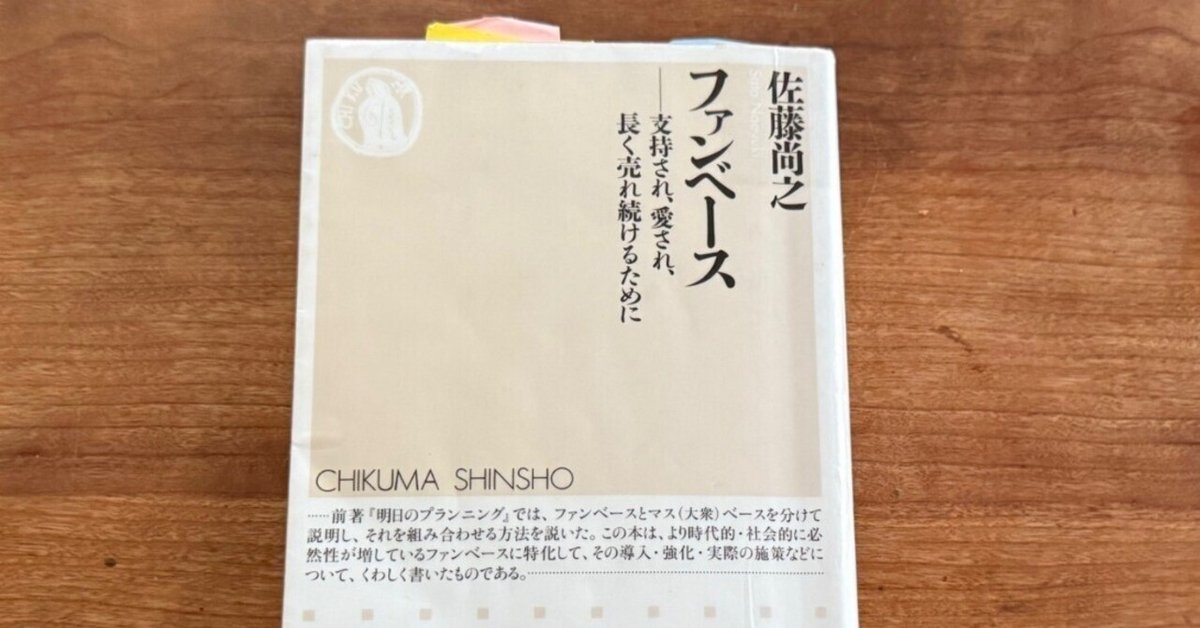 佐藤尚之
ファンベース
──支持され、愛され、
長く売れ続けるために
CHIKUMA SHINSHO
……前著『明日のプランニング』では、ファンベースとマス（大衆）ベースを分けて
説明し、それを組み合わせる方法を説いた。この本は、より時代的・社会的に必
然性が増しているファンベースに特化して、その導入・強化・実際の施策などに
ついて、くわしく書いたものである。……………………………………